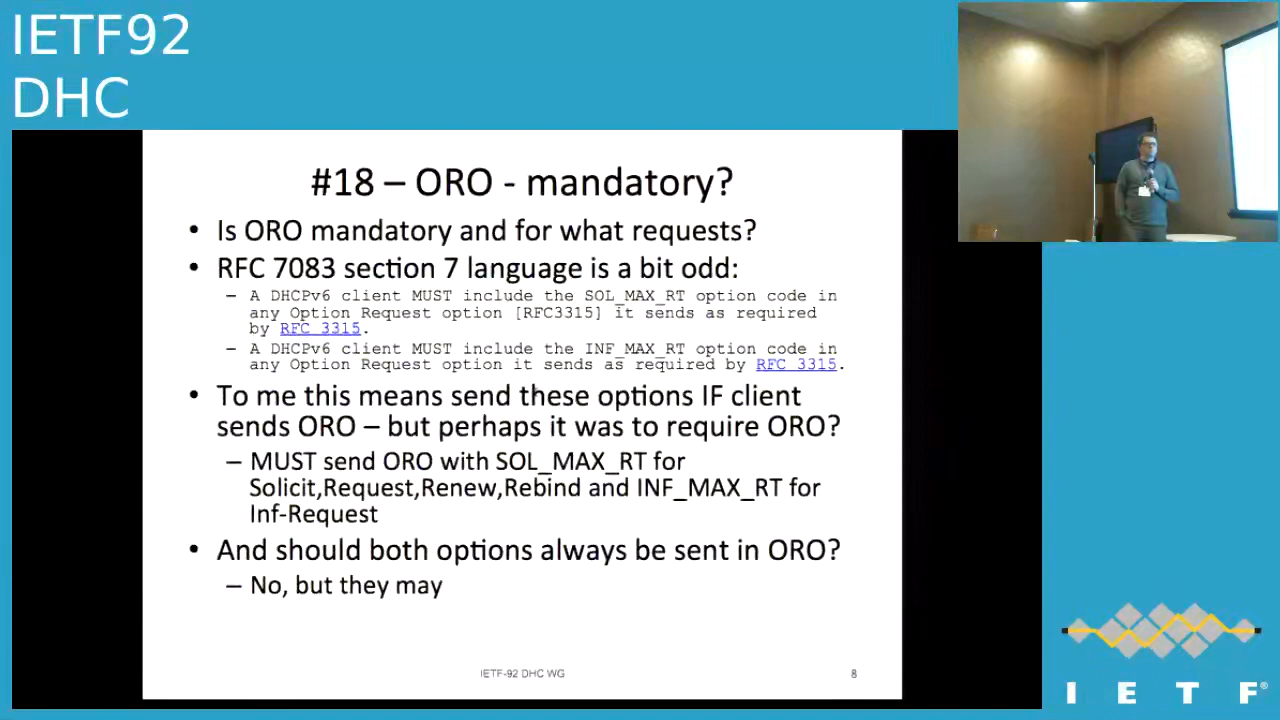 IETF92
DHC
#18 – ORO - mandatory?
• Is ORO mandatory and for what requests?
• RFC 7083 section 7 language is a bit odd:
– A DHCPv6 client MUST include the SOL_MAX_RT option code in
any Option Request option [RFC3315] it sends as required
by RFC 3315.
– A DHCPv6 client MUST include the INF_MAX_RT option code in
any Option Request option it sends as required by RFC 3315.
• To me this means send these options IF client
sends ORO – but perhaps it was to require ORO?
– MUST send ORO with SOL_MAX_RT for
Solicit,Request,Renew,Rebind and INF_MAX_RT for
Inf-Request
• And should both options always be sent in ORO?
– No, but they may
IETF-92 DHC WG
8
I E T F®